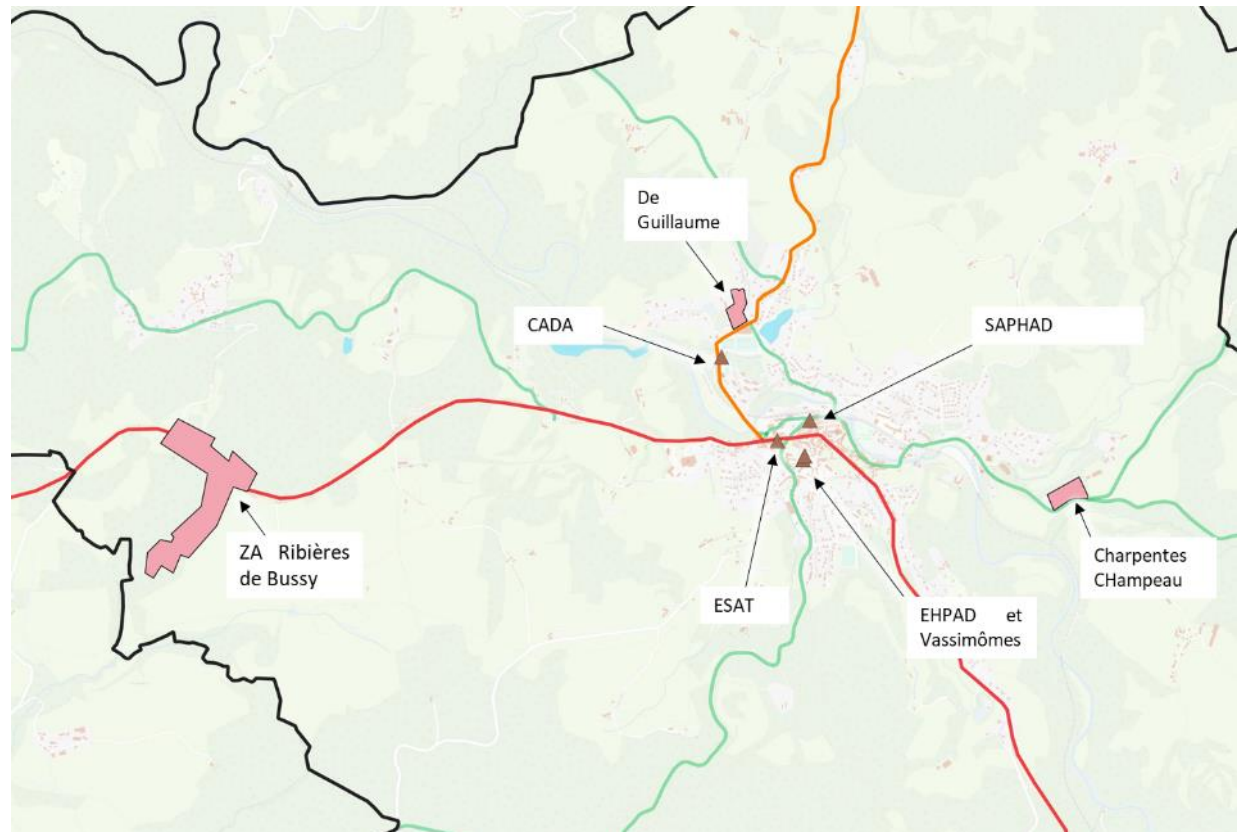 De
Guillaume
CADA
SAPHAD
ZA Ribières
de Bussy
Charpentes
CHampeau
ESAT
EHPAD et
Vassimômes